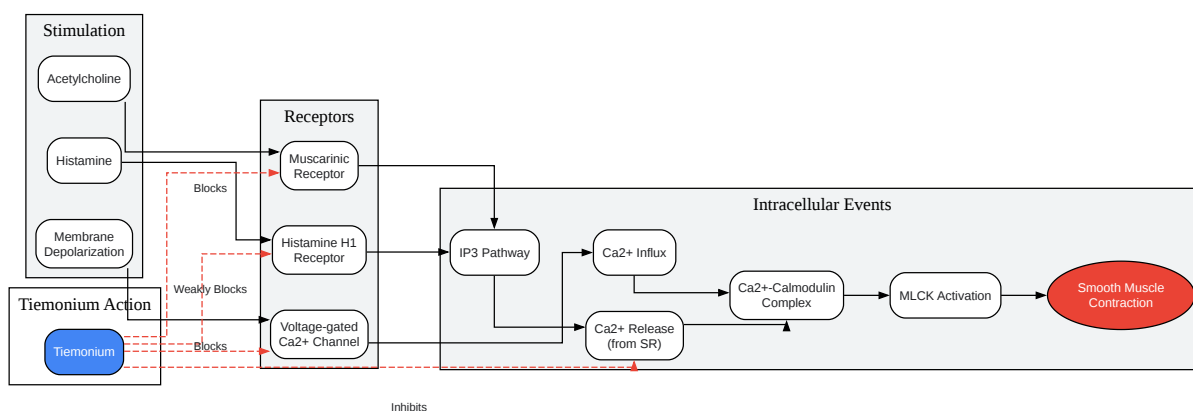 Stimulation
Acetylcholine
Histamine
Membrane
Depolarization
Tiemonium Action
Tiemonium
Receptors
Muscarinic
Receptor
Histamine H1
Receptor
Voltage-gated
Ca2+ Channel
Blocks
Weakly Blocks
Blocks
Inhibits
Intracellular Events
IP3 Pathway
Ca2+ Influx
Ca2+ Release
(from SR)
Ca2+-Calmodulin
Complex
MLCK Activation
Smooth Muscle
Contraction